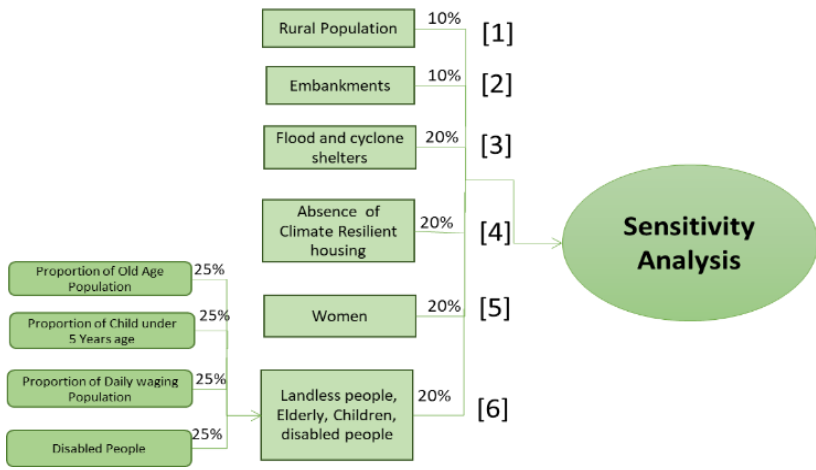 Rural Population
10%
[1]
Embankments
10%
[2]
Flood and cyclone
shelters
20%
[3]
Absence of
Climate Resilient
housing
20%
[4]
Women
20%
[5]
Landless people,
Elderly, Children,
disabled people
20%
[6]
Proportion of Old Age
Population
25%
Proportion of Child under
5 Years age
25%
Proportion of Daily waging
Population
25%
Disabled People
25%
Sensitivity
Analysis